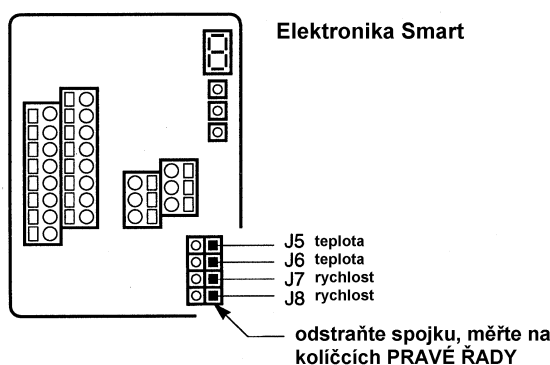 Elektronika Smart
J5 teplota
J6 teplota
J7 rychlost
J8 rychlost
odstraňte spojku, měřte na
kolíčcích PRAVÉ ŘADY